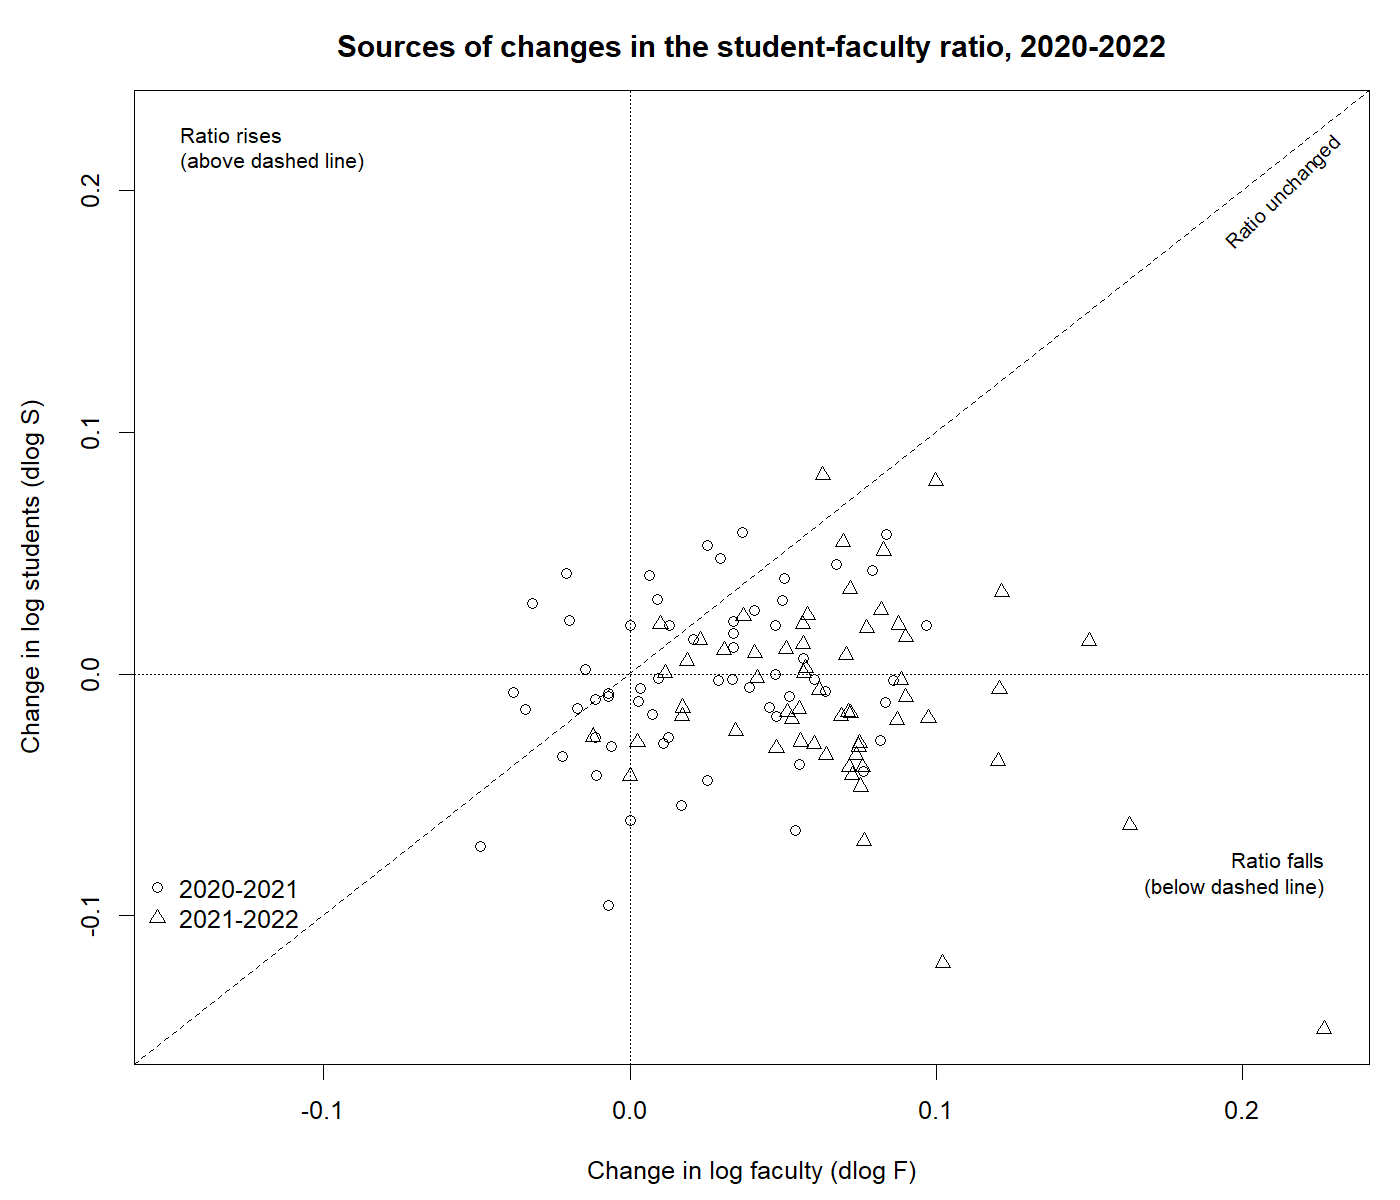 Sources of changes in the student-faculty ratio, 2020-2022
Ratio rises
(above dashed line)
Ratio unchanged
0.2
0.1
0.0
-0.1
Change in log students (dlog S)
Ratio falls
(below dashed line)
2020-2021
2021-2022
-0.1
0.0
0.1
0.2
Change in log faculty (dlog F)